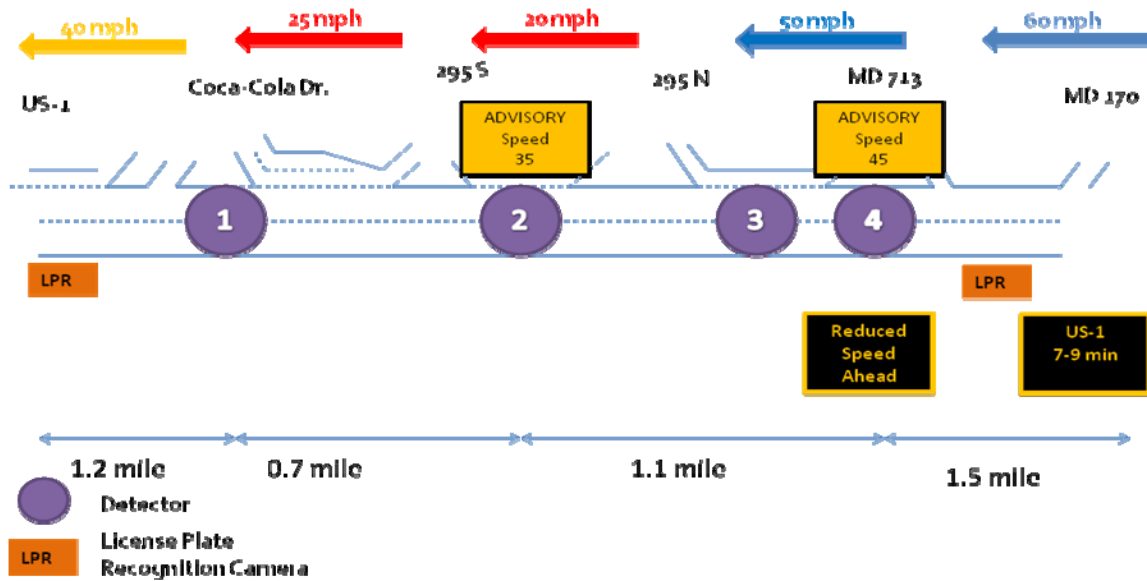 40 mph
25 mph
20 mph
50 mph
60 mph
US-1
Coca-Cola Dr.
295 S
295 N
MD 713
MD 170
ADVISORY
Speed
35
ADVISORY
Speed
45
1
2
3
4
LPR
LPR
Reduced
Speed
Ahead
US-1
7-9 min
1.2 mile
0.7 mile
1.1 mile
1.5 mile
Detector
LPR
License Plate
Recognition Camera